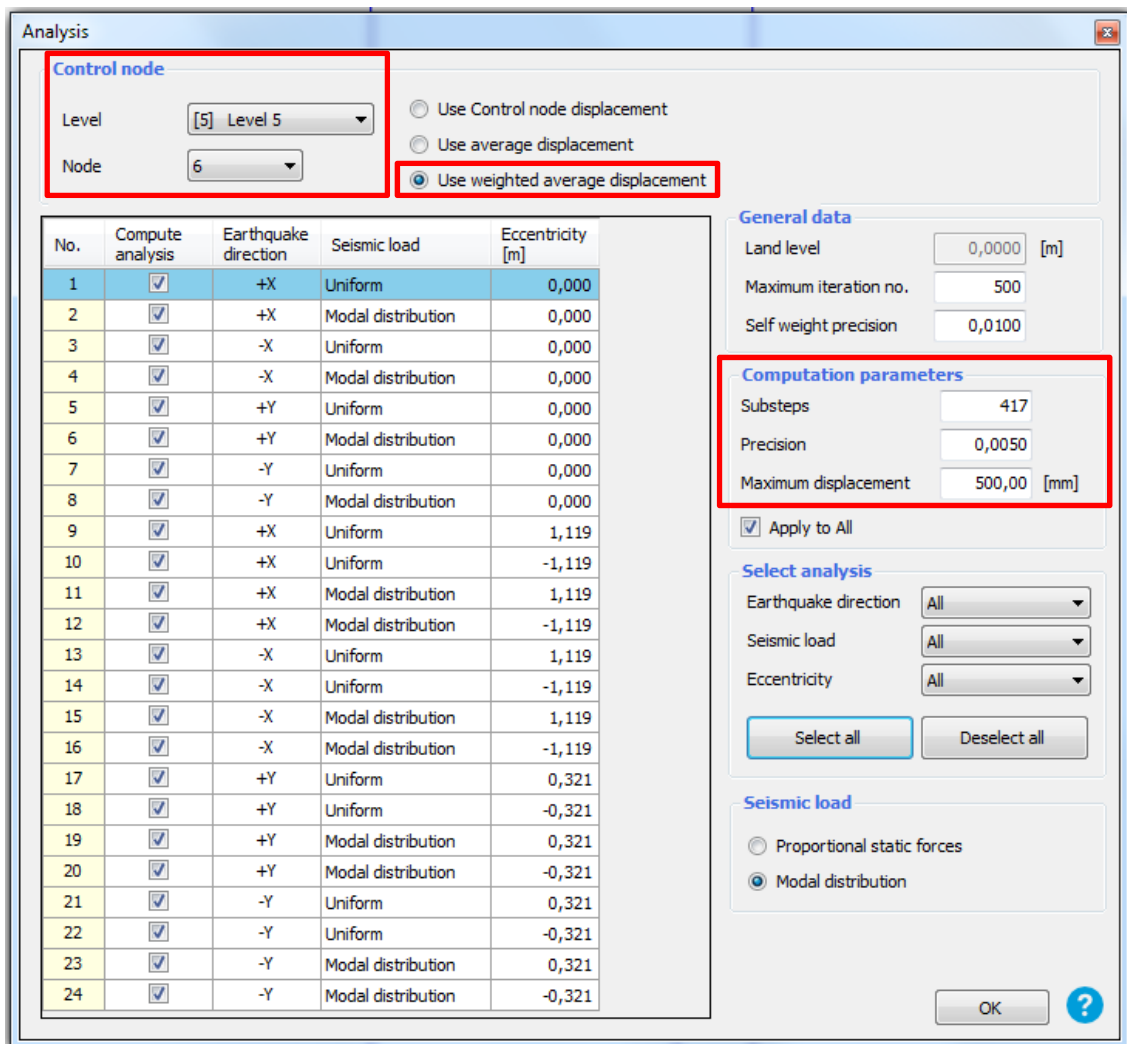 Analysis
Control node
Level [5] Level 5
Node 6
Use Control node displacement
Use average displacement
Use weighted average displacement
No. Compute analysis Earthquake direction Seismic load Eccentricity [m]
1 +X Uniform 0,000
2 +X Modal distribution 0,000
3 -X Uniform 0,000
4 -X Modal distribution 0,000
5 +Y Uniform 0,000
6 +Y Modal distribution 0,000
7 -Y Uniform 0,000
8 -Y Modal distribution 0,000
9 +X Uniform 1,119
10 +X Uniform -1,119
11 +X Modal distribution 1,119
12 +X Modal distribution -1,119
13 -X Uniform 1,119
14 -X Uniform -1,119
15 -X Modal distribution 1,119
16 -X Modal distribution -1,119
17 +Y Uniform 0,321
18 +Y Uniform -0,321
19 +Y Modal distribution 0,321
20 +Y Modal distribution -0,321
21 -Y Uniform 0,321
22 -Y Uniform -0,321
23 -Y Modal distribution 0,321
24 -Y Modal distribution -0,321
General data
Land level 0,0000 [m]
Maximum iteration no. 500
Self weight precision 0,0100
Computation parameters
Substeps 417
Precision 0,0050
Maximum displacement 500,00 [mm]
Apply to All
Select analysis
Earthquake direction All
Seismic load All
Eccentricity All
Select all Deselect all
Seismic load
Proportional static forces
Modal distribution
OK ?